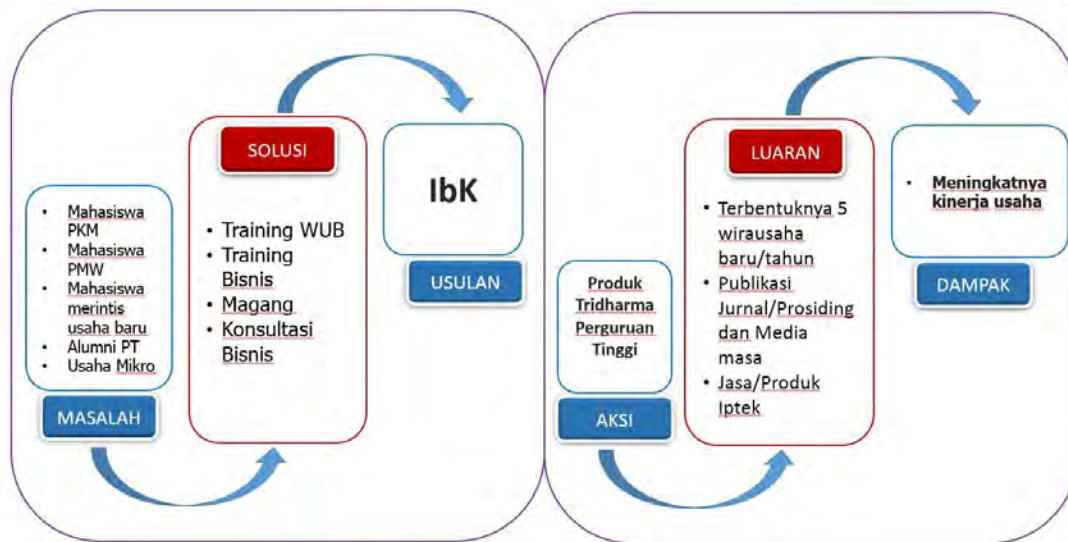 • Mahasiswa
PKM
• Mahasiswa
PMW
• Mahasiswa
merintis
usaha baru
• Alumni PT
• Usaha Mikro
MASALAH
SOLUSI
• Training WUB
• Training
Bisnis
• Magang
• Konsultasi
Bisnis
IbK
USULAN
Produk
Tridharma
Perguruan
Tinggi
AKSI
LUARAN
• Terbentuknya 5
wirausaha
baru/tahun
• Publikasi
Jurnal/Prosiding
dan Media
masa
• Jasa/Produk
Iptek
• Meningkatnya
kinerja usaha
DAMPAK